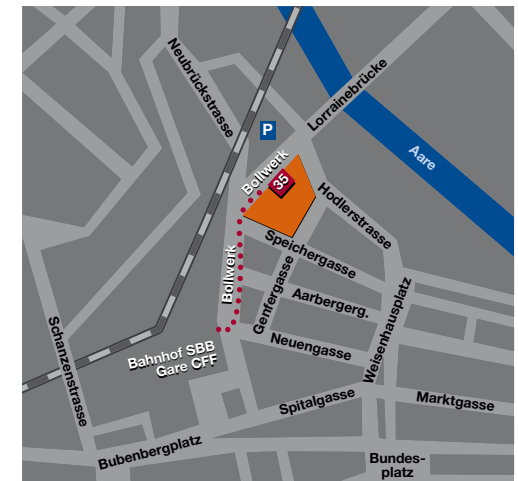 Neubrückstrasse
Lorrainebrücke
P
Aare
Bollwerk
35
Hodlerstrasse
Speichergasse
Bollwerk
Genfergasse
Aarbergerg.
Weisenhausplatz
Neuengasse
Schanzenstrasse
Bahnhof SBB
Gare CFF
Spitalgasse
Marktgasse
Bubenbergplatz
Bundes-
platz